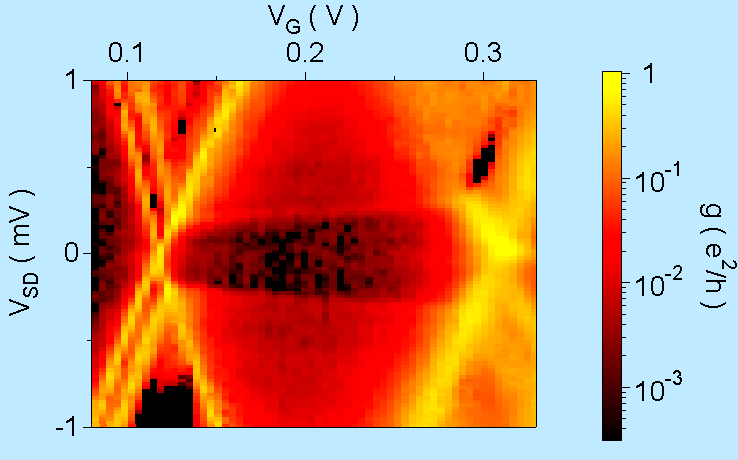 V_G ( V )
0.1 0.2 0.3
1
0
-1
V_SD ( mV )
1
10^-1
10^-2
10^-3
g ( e^2/h )